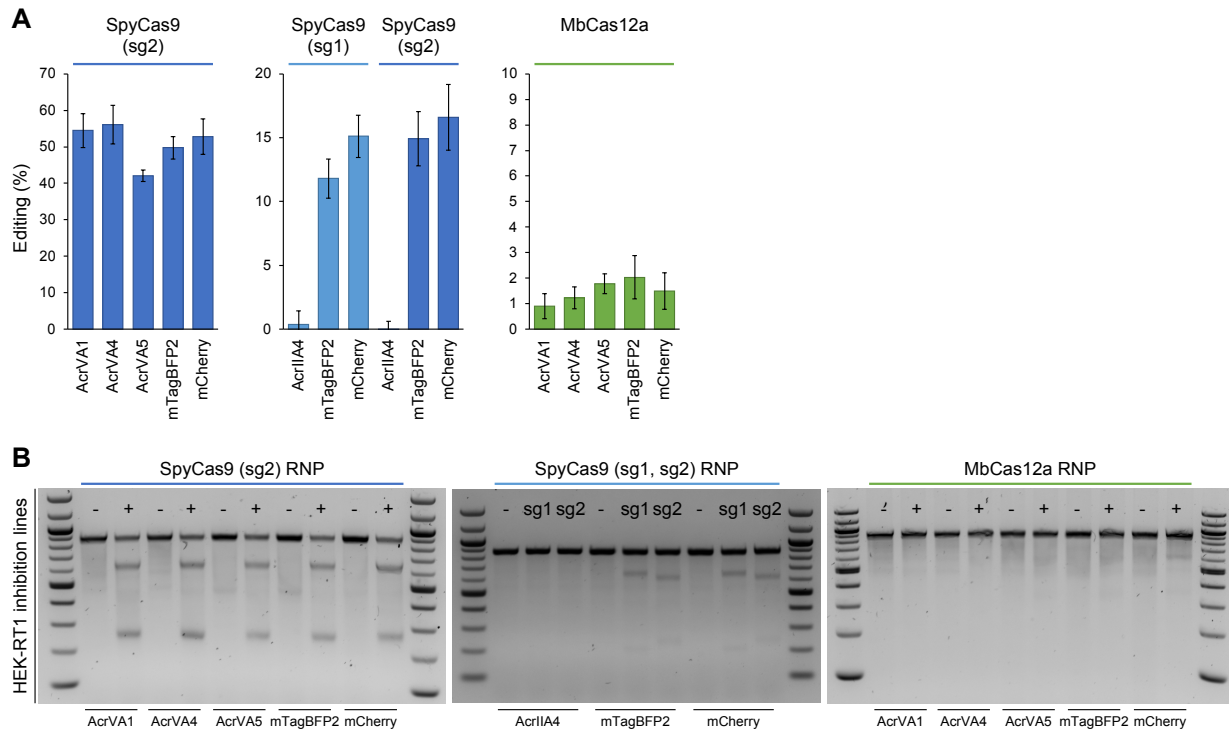 A
SpyCas9
(sg2)
SpyCas9
(sg1)
SpyCas9
(sg2)
MbCas12a
Editing (%)
70
60
50
40
30
20
10
0
20
15
10
5
0
10
9
8
7
6
5
4
3
2
1
0
AcrVA1
AcrVA4
AcrVA5
mTagBFP2
mCherry
AcrIIA4
mTagBFP2
mCherry
AcrIIA4
mTagBFP2
mCherry
AcrVA1
AcrVA4
AcrVA5
mTagBFP2
mCherry
B
SpyCas9 (sg2) RNP
SpyCas9 (sg1, sg2) RNP
MbCas12a RNP
HEK-RT1 inhibition lines
- + - + - + - + - +
- sg1 sg2 - sg1 sg2 - sg1 sg2
- + - + - + - + - +
AcrVA1 AcrVA4 AcrVA5 mTagBFP2 mCherry
AcrIIA4 mTagBFP2 mCherry
AcrVA1 AcrVA4 AcrVA5 mTagBFP2 mCherry